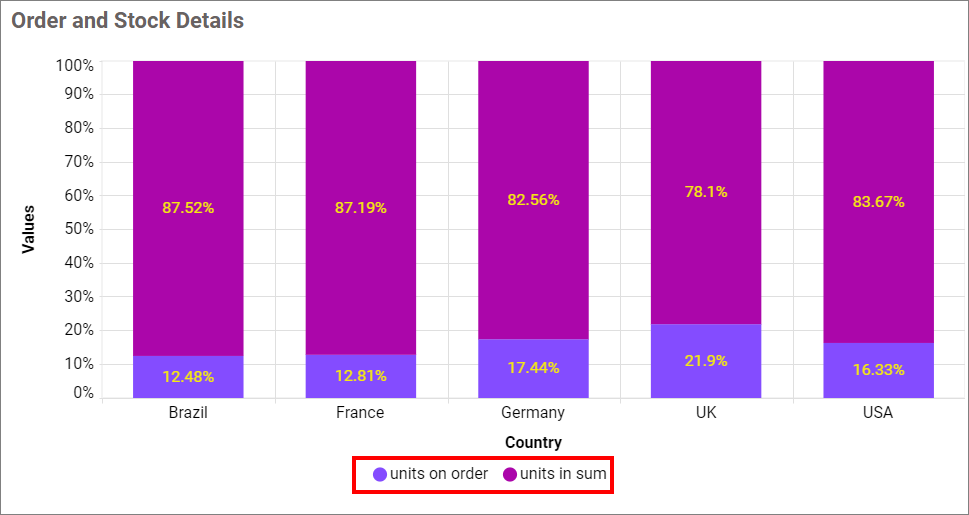 Order and Stock Details
100%
90%
80%
70%
60%
50%
40%
30%
20%
10%
0%
Values
87.52% 87.19% 82.56% 78.1% 83.67%
12.48% 12.81% 17.44% 21.9% 16.33%
Brazil France Germany UK USA
Country
units on order units in sum